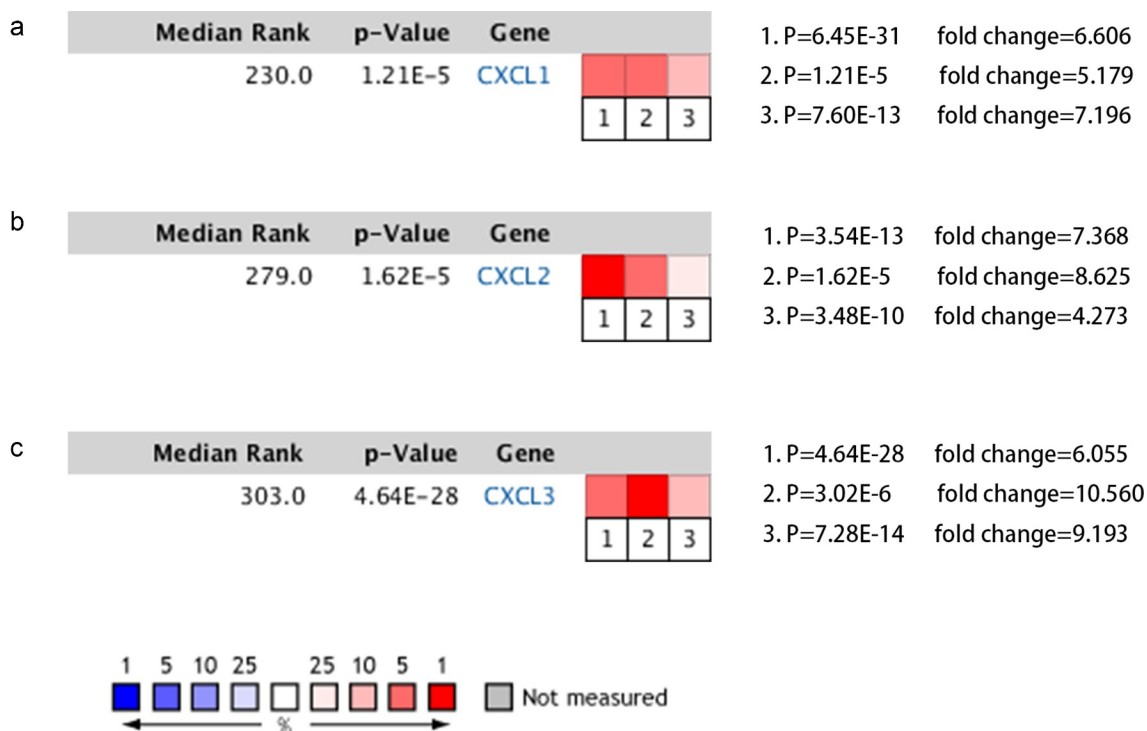 a
Median Rank p-Value Gene
230.0 1.21E-5 CXCL1
1 2 3
1. P=6.45E-31 fold change=6.606
2. P=1.21E-5 fold change=5.179
3. P=7.60E-13 fold change=7.196
b
Median Rank p-Value Gene
279.0 1.62E-5 CXCL2
1 2 3
1. P=3.54E-13 fold change=7.368
2. P=1.62E-5 fold change=8.625
3. P=3.48E-10 fold change=4.273
c
Median Rank p-Value Gene
303.0 4.64E-28 CXCL3
1 2 3
1. P=4.64E-28 fold change=6.055
2. P=3.02E-6 fold change=10.560
3. P=7.28E-14 fold change=9.193
1 5 10 25 25 10 5 1
Not measured
%